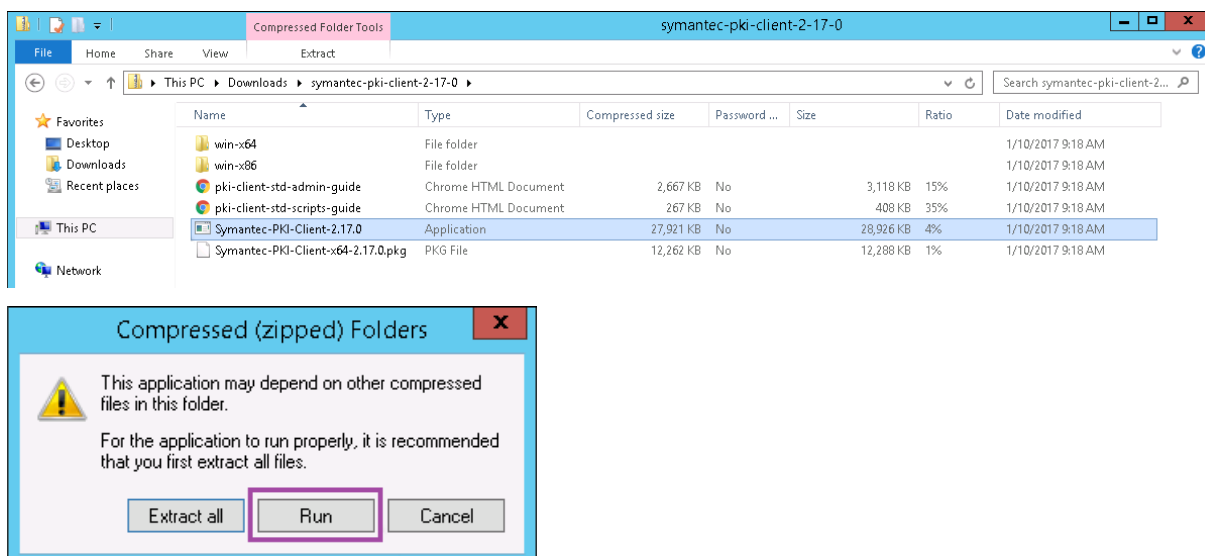 Compressed Folder Tools
symantec-pki-client-2-17-0
File Home Share View Extract
This PC Downloads symantec-pki-client-2-17-0
Search symantec-pki-client-2...
Name Type Compressed size Password ... Size Ratio Date modified
Favorites
Desktop
Downloads
Recent places
This PC
Network
win-x64 File folder 1/10/2017 9:18 AM
win-x86 File folder 1/10/2017 9:18 AM
pki-client-std-admin-guide Chrome HTML Document 2,667 KB No 3,118 KB 15% 1/10/2017 9:18 AM
pki-client-std-scripts-guide Chrome HTML Document 267 KB No 408 KB 35% 1/10/2017 9:18 AM
Symantec-PKI-Client-2.17.0 Application 27,921 KB No 28,926 KB 4% 1/10/2017 9:18 AM
Symantec-PKI-Client-x64-2.17.0.pkg PKG File 12,262 KB No 12,288 KB 1% 1/10/2017 9:18 AM
Compressed (zipped) Folders
x
This application may depend on other compressed
files in this folder.
For the application to run properly, it is recommended
that you first extract all files.
Extract all Run Cancel